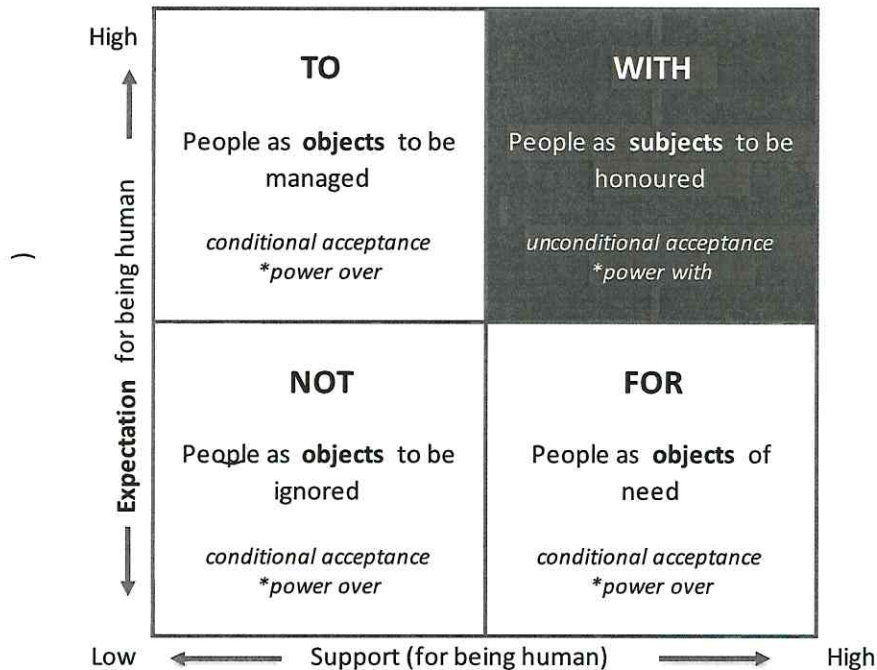 High
TO
People as objects to be
managed
conditional acceptance
*power over
WITH
People as subjects to be
honoured
unconditional acceptance
*power with
Expectation for being human
NOT
People as objects to be
ignored
conditional acceptance
*power over
FOR
People as objects of
need
conditional acceptance
*power over
Low
Support (for being human)
High